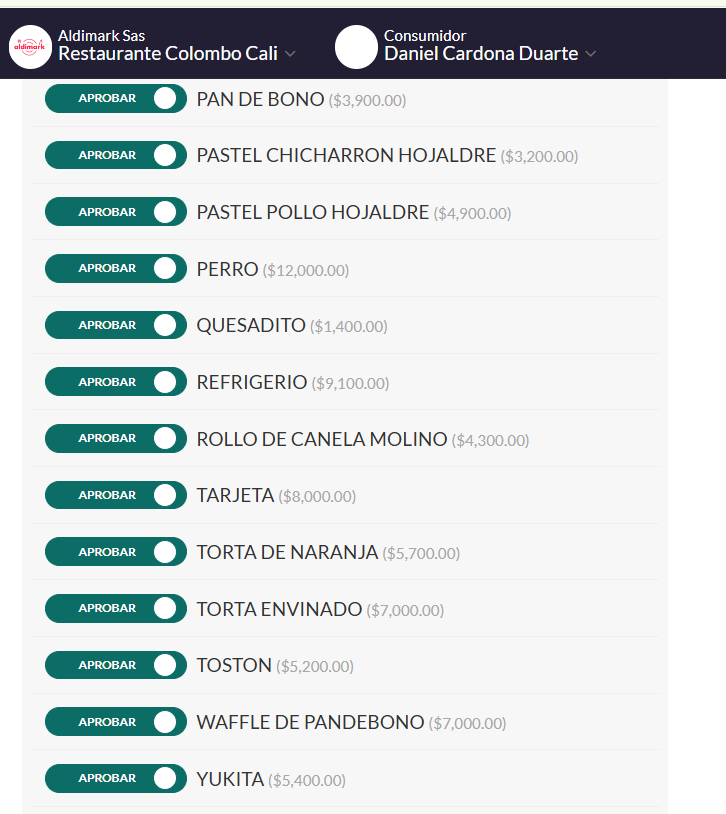 aldimark
Aldimark Sas
Restaurante Colombo Cali
Consumidor
Daniel Cardona Duarte
APROBAR PAN DE BONO ($3,900.00)
APROBAR PASTEL CHICHARRON HOJALDRE ($3,200.00)
APROBAR PASTEL POLLO HOJALDRE ($4,900.00)
APROBAR PERRO ($12,000.00)
APROBAR QUESADITO ($1,400.00)
APROBAR REFRIGERIO ($9,100.00)
APROBAR ROLLO DE CANELA MOLINO ($4,300.00)
APROBAR TARJETA ($8,000.00)
APROBAR TORTA DE NARANJA ($5,700.00)
APROBAR TORTA ENVINADO ($7,000.00)
APROBAR TOSTON ($5,200.00)
APROBAR WAFFLE DE PANDEBONO ($7,000.00)
APROBAR YUKITA ($5,400.00)